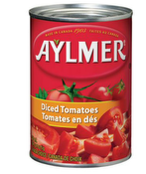 AYLMER
Diced Tomatoes
Tomates en dés